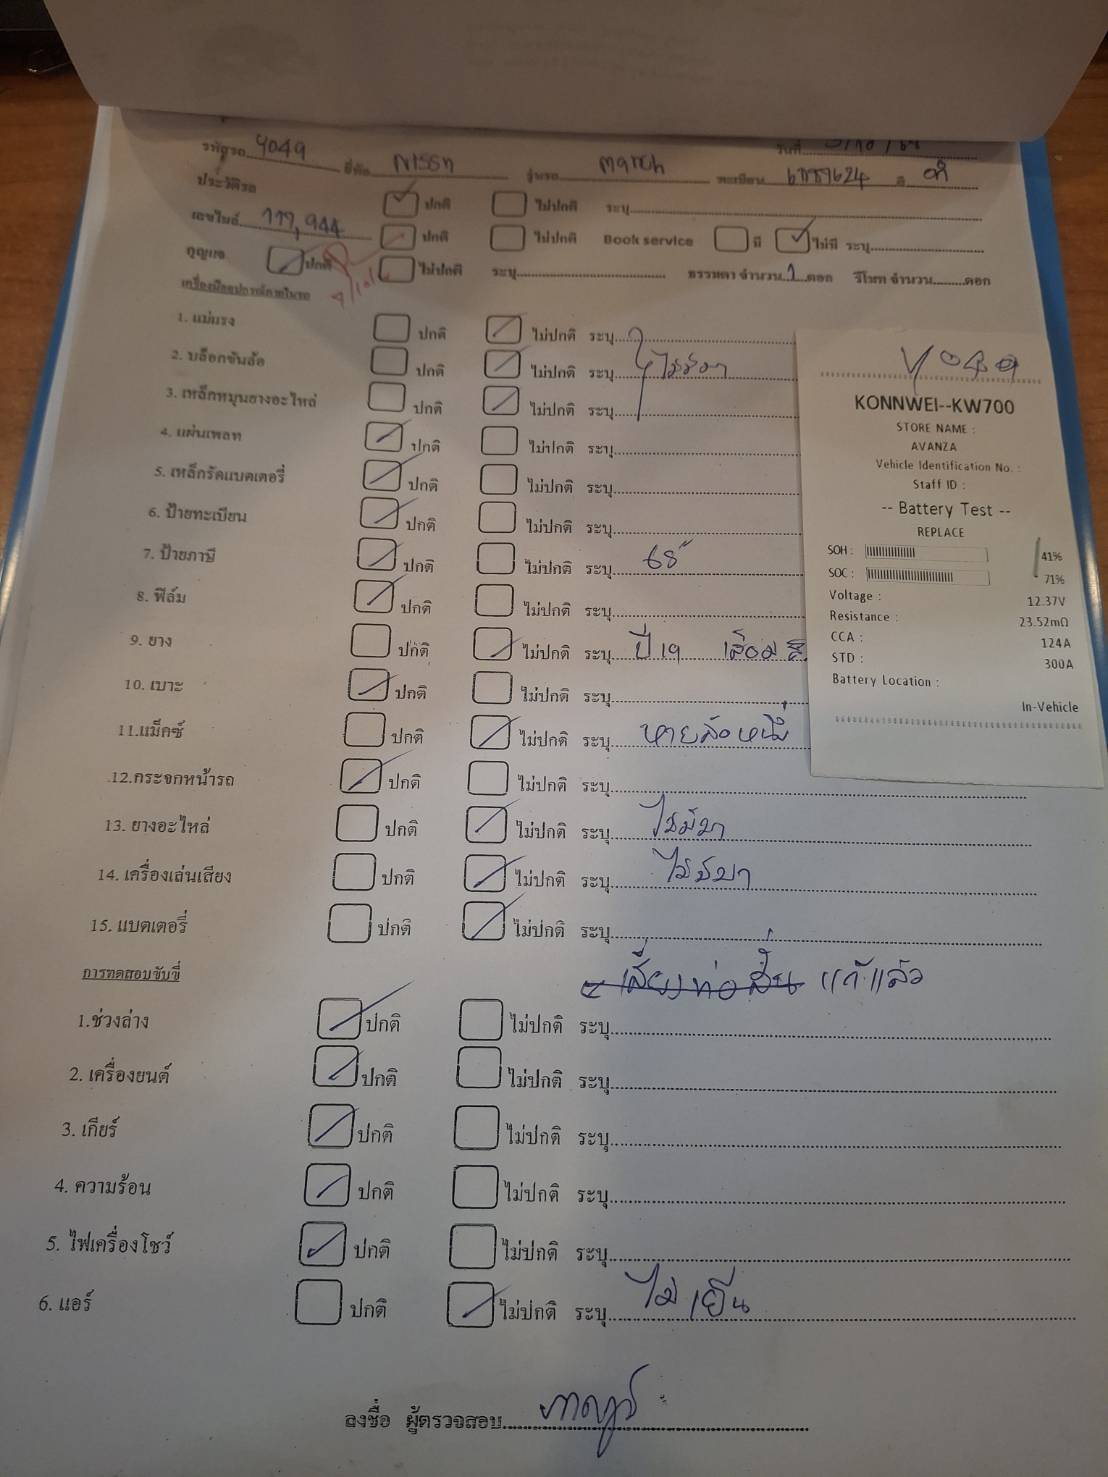 รหัสรถ 4049 ยี่ห้อ NISSN รุ่นรถ march ทะเบียน สี
วันที่
ประวัติรถ ปกติ ไม่ปกติ ระบุ
เลขไมล์ 117,944 ปกติ ไม่ปกติ Book service มี ไม่มี ระบุ
กุญแจ ปกติ ไม่ปกติ ระบุ ธรรมดา จำนวน 1 ดอก รีโมท จำนวน ดอก
เครื่องมืออุปกรณ์ภายในรถ
1. แม่แรง ปกติ ไม่ปกติ ระบุ
2. บล็อกขันล้อ ปกติ ไม่ปกติ ระบุ ไม่มีมา
3. เหล็กหมุนยางอะไหล่ ปกติ ไม่ปกติ ระบุ
4. แผ่นเพลท ปกติ ไม่ปกติ ระบุ
5. เหล็กรัดแบตเตอรี่ ปกติ ไม่ปกติ ระบุ
6. ป้ายทะเบียน ปกติ ไม่ปกติ ระบุ
7. ป้ายภาษี ปกติ ไม่ปกติ ระบุ 68
8. ฟิล์ม ปกติ ไม่ปกติ ระบุ
9. ยาง ปกติ ไม่ปกติ ระบุ ปี 19
10. เบาะ ปกติ ไม่ปกติ ระบุ
11.แม็กซ์ ปกติ ไม่ปกติ ระบุ
12.กระจกหน้ารถ ปกติ ไม่ปกติ ระบุ
13. ยางอะไหล่ ปกติ ไม่ปกติ ระบุ ไม่มีมา
14. เครื่องเล่นเสียง ปกติ ไม่ปกติ ระบุ ไม่มีมา
15. แบตเตอรี่ ปกติ ไม่ปกติ ระบุ
การทดสอบขับขี่ เสียงท่อสั่น แก้แล้ว
1.ช่วงล่าง ปกติ ไม่ปกติ ระบุ
2. เครื่องยนต์ ปกติ ไม่ปกติ ระบุ
3. เกียร์ ปกติ ไม่ปกติ ระบุ
4. ความร้อน ปกติ ไม่ปกติ ระบุ
5. ไฟเครื่องโชว์ ปกติ ไม่ปกติ ระบุ
6. แอร์ ปกติ ไม่ปกติ ระบุ ไม่เย็น
ลงชื่อ ผู้ตรวจสอบ
4049
KONNWEI--KW700
STORE NAME :
AVANZA
Vehicle Identification No. :
Staff ID :
-- Battery Test --
REPLACE
SOH : 41%
SOC : 71%
Voltage : 12.37V
Resistance : 23.52mΩ
CCA : 124A
STD : 300A
Battery Location :
In-Vehicle